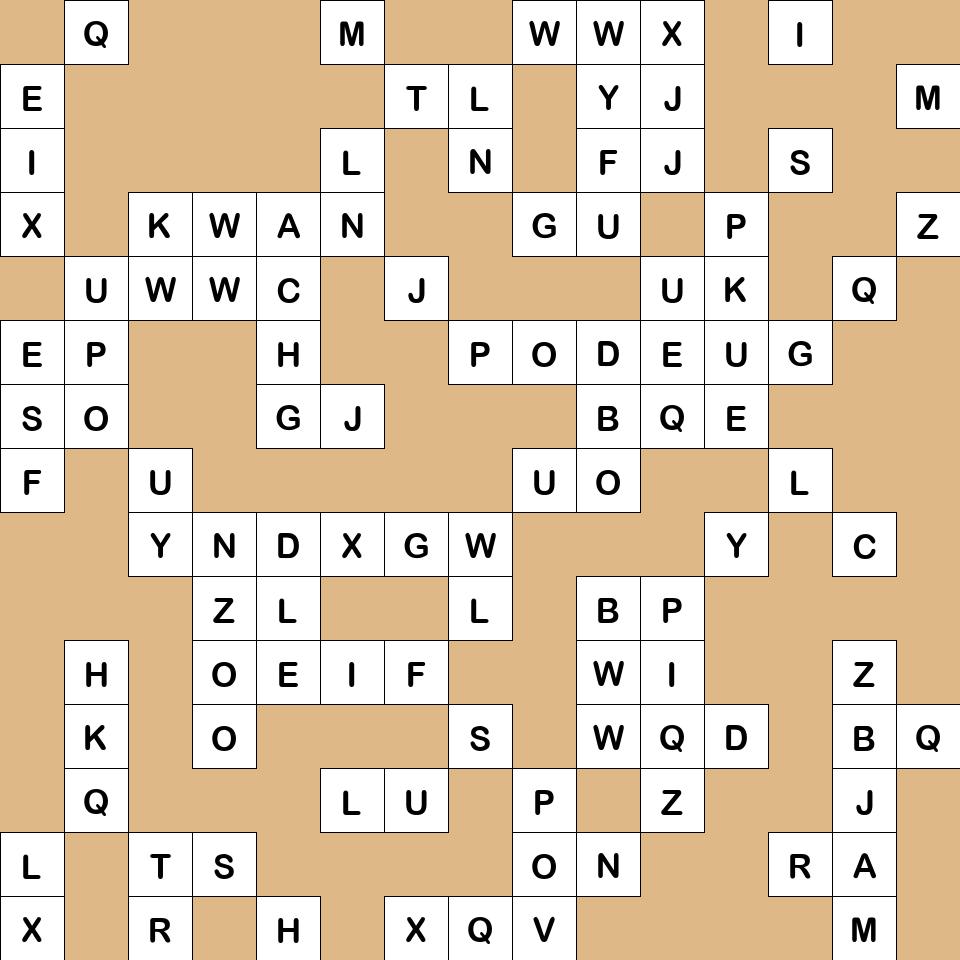 Q M W W X I
E T L Y J M
I L N F J S
X K W A N G U P Z
U W W C J U K Q
E P H P O D E U G
S O G J B Q E
F U U O L
Y N D X G W Y C
Z L L B P
H O E I F W I Z
K O S W Q D B Q
Q L U P Z J
L T S O N R A
X R H X Q V M